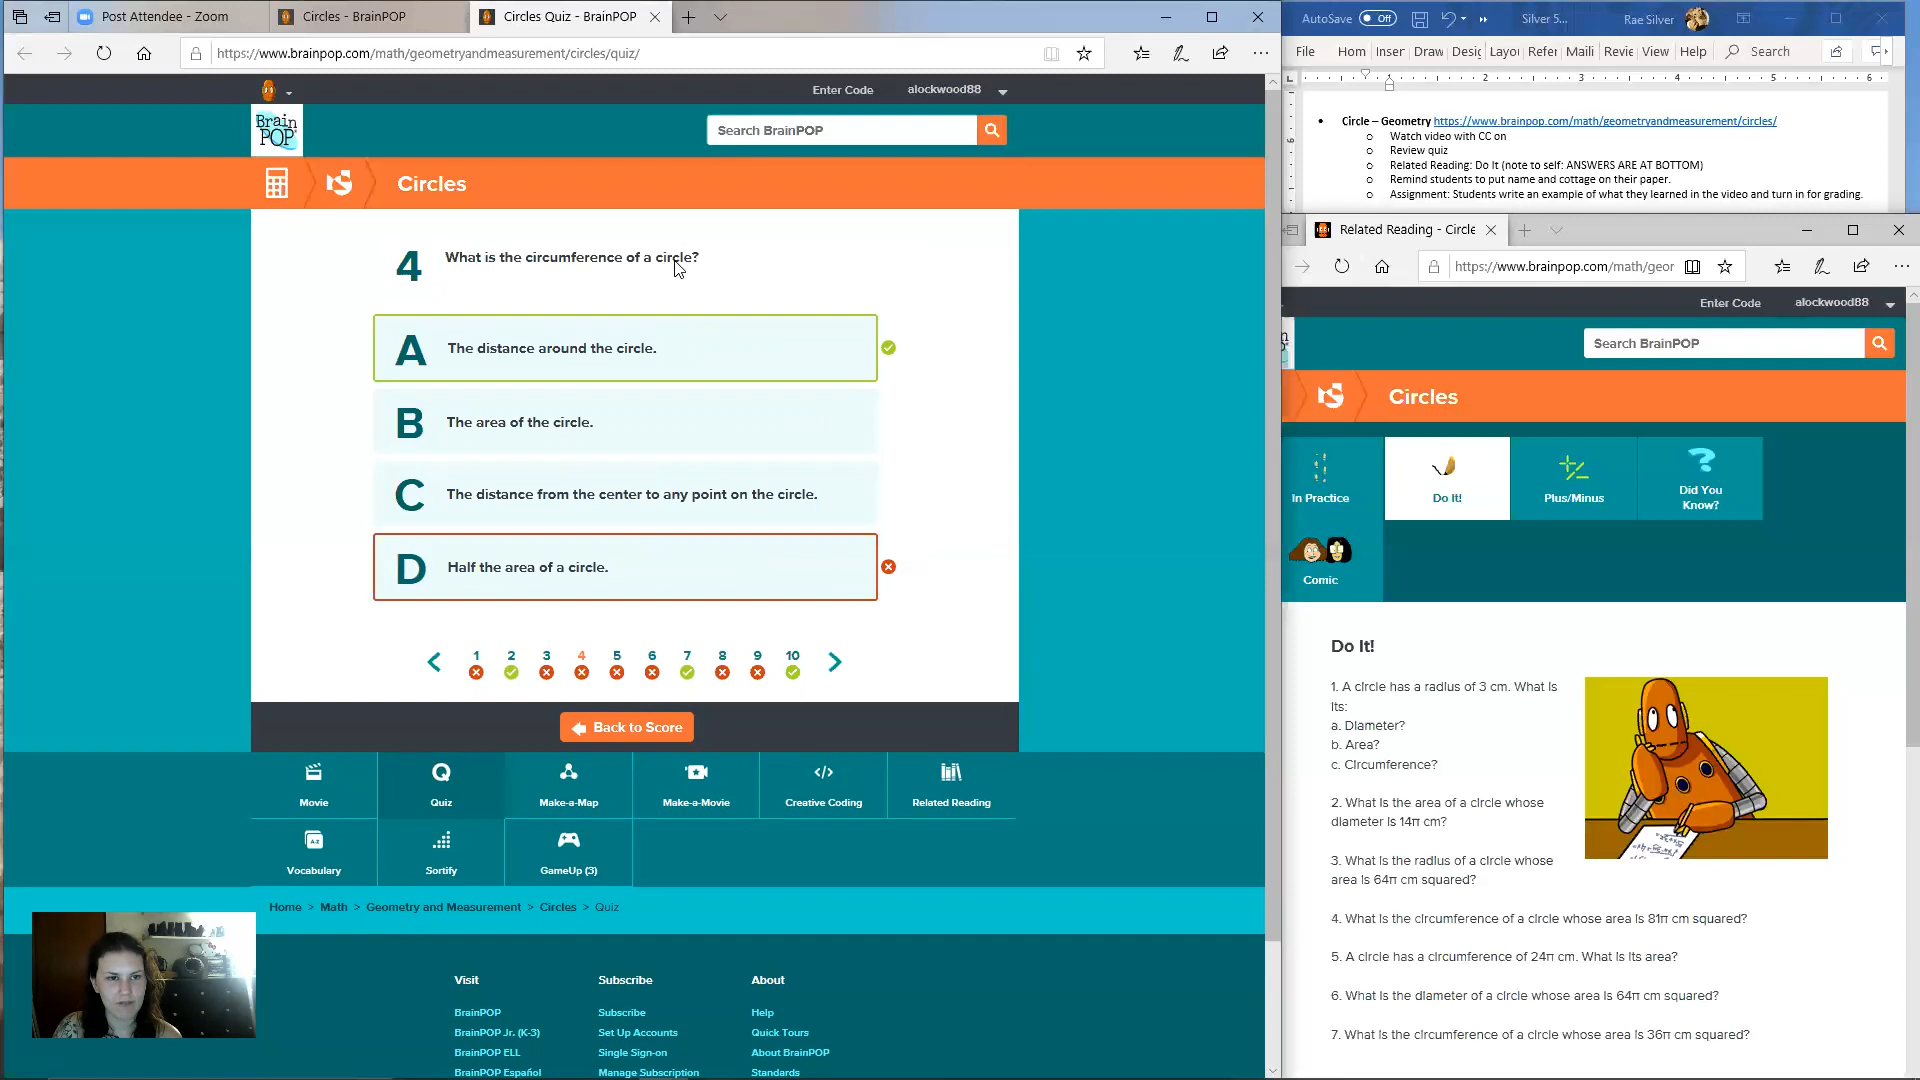 Post Attendee - Zoom
Circles - BrainPOP
Circles Quiz - BrainPOP
https://www.brainpop.com/math/geometryandmeasurement/circles/quiz/
Enter Code
alockwood88
Brain POP
Search BrainPOP
Circles
4
What is the circumference of a circle?
A
The distance around the circle.
B
The area of the circle.
C
The distance from the center to any point on the circle.
D
Half the area of a circle.
1 2 3 4 5 6 7 8 9 10
Back to Score
Movie
Quiz
Make-a-Map
Make-a-Movie
Creative Coding
Related Reading
Vocabulary
Sortify
GameUp (3)
Home > Math > Geometry and Measurement > Circles > Quiz
Visit
BrainPOP
BrainPOP Jr. (K-3)
BrainPOP ELL
BrainPOP Español
Subscribe
Subscribe
Set Up Accounts
Single Sign-on
Manage Subscription
About
Help
Quick Tours
About BrainPOP
Standards
AutoSave Off
Silver 5...
Rae Silver
File Hom Inser Draw Desig Layou Refer Maili Revie View Help Search
1 2 3 4 5 6
• Circle – Geometry https://www.brainpop.com/math/geometryandmeasurement/circles/
o Watch video with CC on
o Review quiz
o Related Reading: Do It (note to self: ANSWERS ARE AT BOTTOM)
o Remind students to put name and cottage on their paper.
o Assignment: Students write an example of what they learned in the video and turn in for grading.
Related Reading - Circle
https://www.brainpop.com/math/geor
Enter Code
alockwood88
Search BrainPOP
Circles
In Practice
Do It!
Plus/Minus
Did You Know?
Comic
Do It!
1. A circle has a radius of 3 cm. What is
its:
a. Diameter?
b. Area?
c. Circumference?
2. What is the area of a circle whose
diameter is 14π cm?
3. What is the radius of a circle whose
area is 64π cm squared?
4. What is the circumference of a circle whose area is 81π cm squared?
5. A circle has a circumference of 24π cm. What is its area?
6. What is the diameter of a circle whose area is 64π cm squared?
7. What is the circumference of a circle whose area is 36π cm squared?